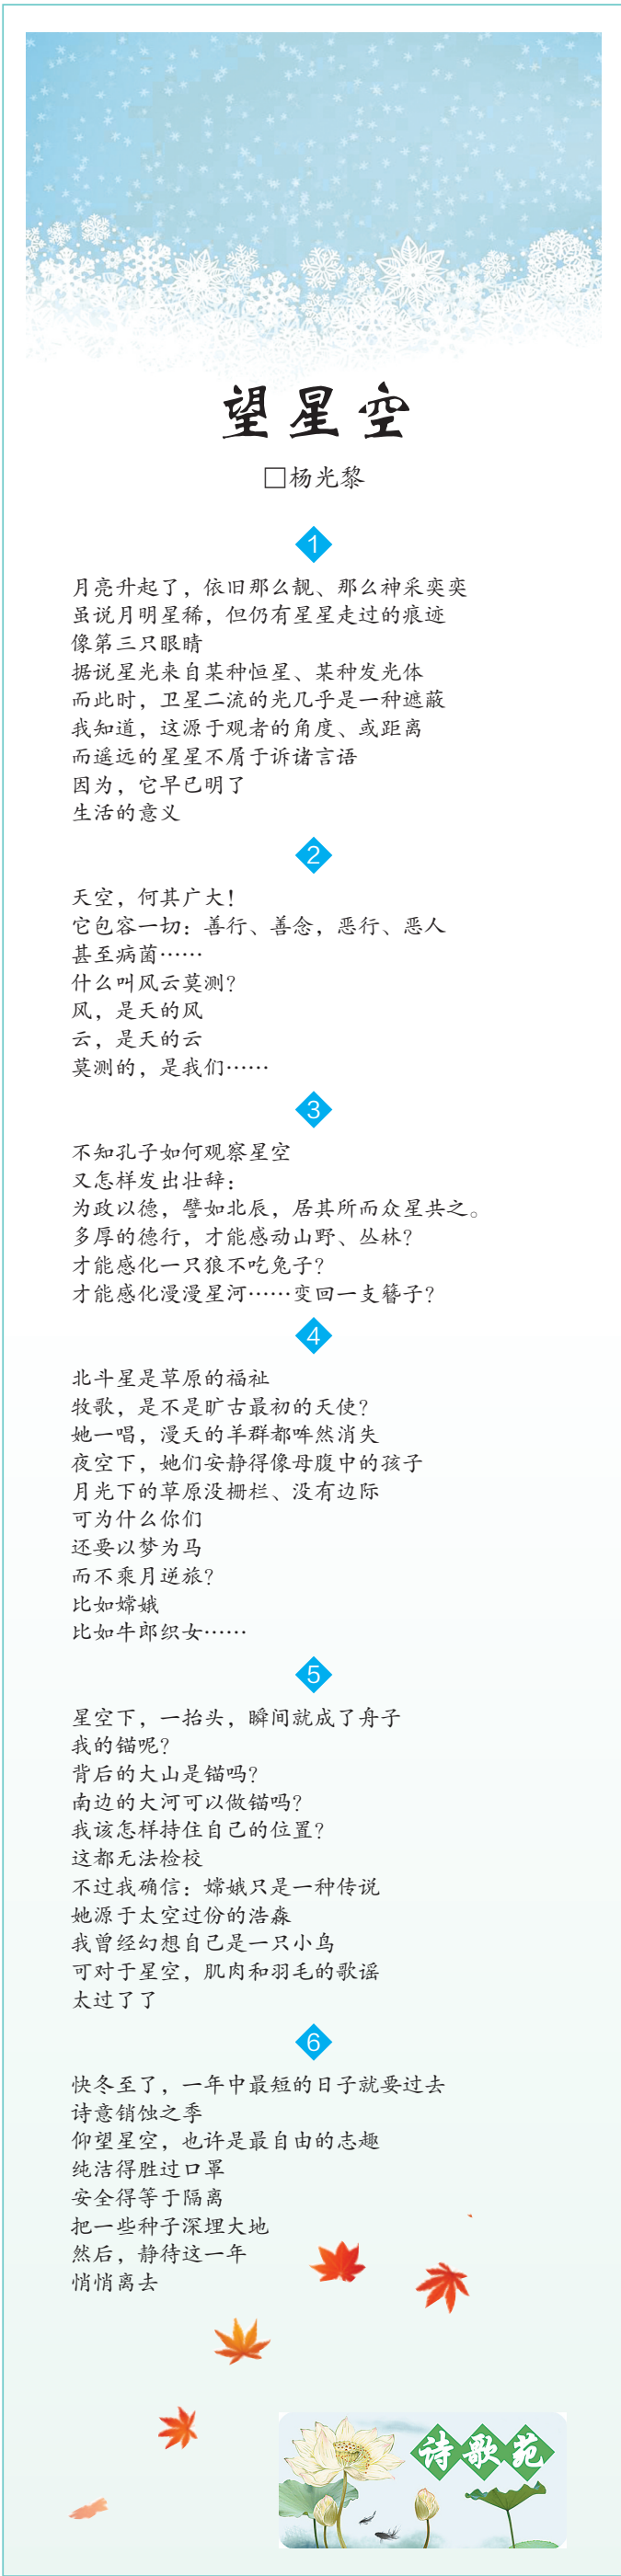 望星空
□杨光黎
1
月亮升起了，依旧那么靓、那么神采奕奕
虽说月明星稀，但仍有星星走过的痕迹
像第三只眼睛
据说星光来自某种恒星、某种发光体
而此时，卫星二流的光几乎是一种遮蔽
我知道，这源于观者的角度、或距离
而遥远的星星不屑于诉诸言语
因为，它早已明了
生活的意义
2
天空，何其广大！
它包容一切：善行、善念，恶行、恶人
甚至病菌……
什么叫风云莫测？
风，是天的风
云，是天的云
莫测的，是我们……
3
不知孔子如何观察星空
又怎样发出壮辞：
为政以德，譬如北辰，居其所而众星共之。
多厚的德行，才能感动山野、丛林？
才能感化一只狼不吃兔子？
才能感化漫漫星河……变回一支簪子？
4
北斗星是草原的福祉
牧歌，是不是旷古最初的天使？
她一唱，漫天的羊群都哗然消失
夜空下，她们安静得像母腹中的孩子
月光下的草原没栅栏、没有边际
可为什么你们
还要以梦为马
而不乘月逆旅？
比如嫦娥
比如牛郎织女……
5
星空下，一抬头，瞬间就成了舟子
我的锚呢？
背后的大山是锚吗？
南边的大河可以做锚吗？
我该怎样持住自己的位置？
这都无法检校
不过我确信：嫦娥只是一种传说
她源于太空过份的浩淼
我曾经幻想自己是一只小鸟
可对于星空，肌肉和羽毛的歌谣
太过了了
6
快冬至了，一年中最短的日子就要过去
诗意销蚀之季
仰望星空，也许是最自由的志趣
纯洁得胜过口罩
安全得等于隔离
把一些种子深埋大地
然后，静待这一年
悄悄离去
诗歌苑